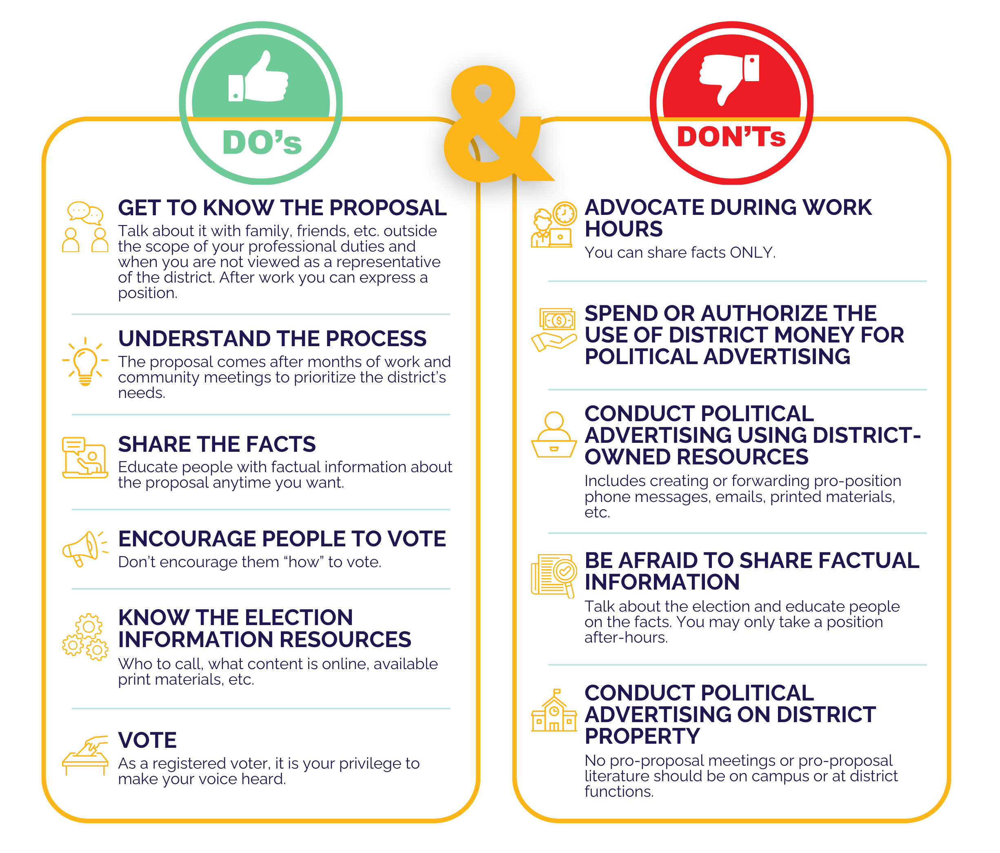 DO's
&
DON'Ts
GET TO KNOW THE PROPOSAL
Talk about it with family, friends, etc. outside
the scope of your professional duties and
when you are not viewed as a representative
of the district. After work you can express a
position.
UNDERSTAND THE PROCESS
The proposal comes after months of work and
community meetings to prioritize the district's
needs.
SHARE THE FACTS
Educate people with factual information about
the proposal anytime you want.
ENCOURAGE PEOPLE TO VOTE
Don't encourage them “how” to vote.
KNOW THE ELECTION
INFORMATION RESOURCES
Who to call, what content is online, available
print materials, etc.
VOTE
As a registered voter, it is your privilege to
make your voice heard.
ADVOCATE DURING WORK
HOURS
You can share facts ONLY.
SPEND OR AUTHORIZE THE
USE OF DISTRICT MONEY FOR
POLITICAL ADVERTISING
CONDUCT POLITICAL
ADVERTISING USING DISTRICT-
OWNED RESOURCES
Includes creating or forwarding pro-position
phone messages, emails, printed materials,
etc.
BE AFRAID TO SHARE FACTUAL
INFORMATION
Talk about the election and educate people
on the facts. You may only take a position
after-hours.
CONDUCT POLITICAL
ADVERTISING ON DISTRICT
PROPERTY
No pro-proposal meetings or pro-proposal
literature should be on campus or at district
functions.